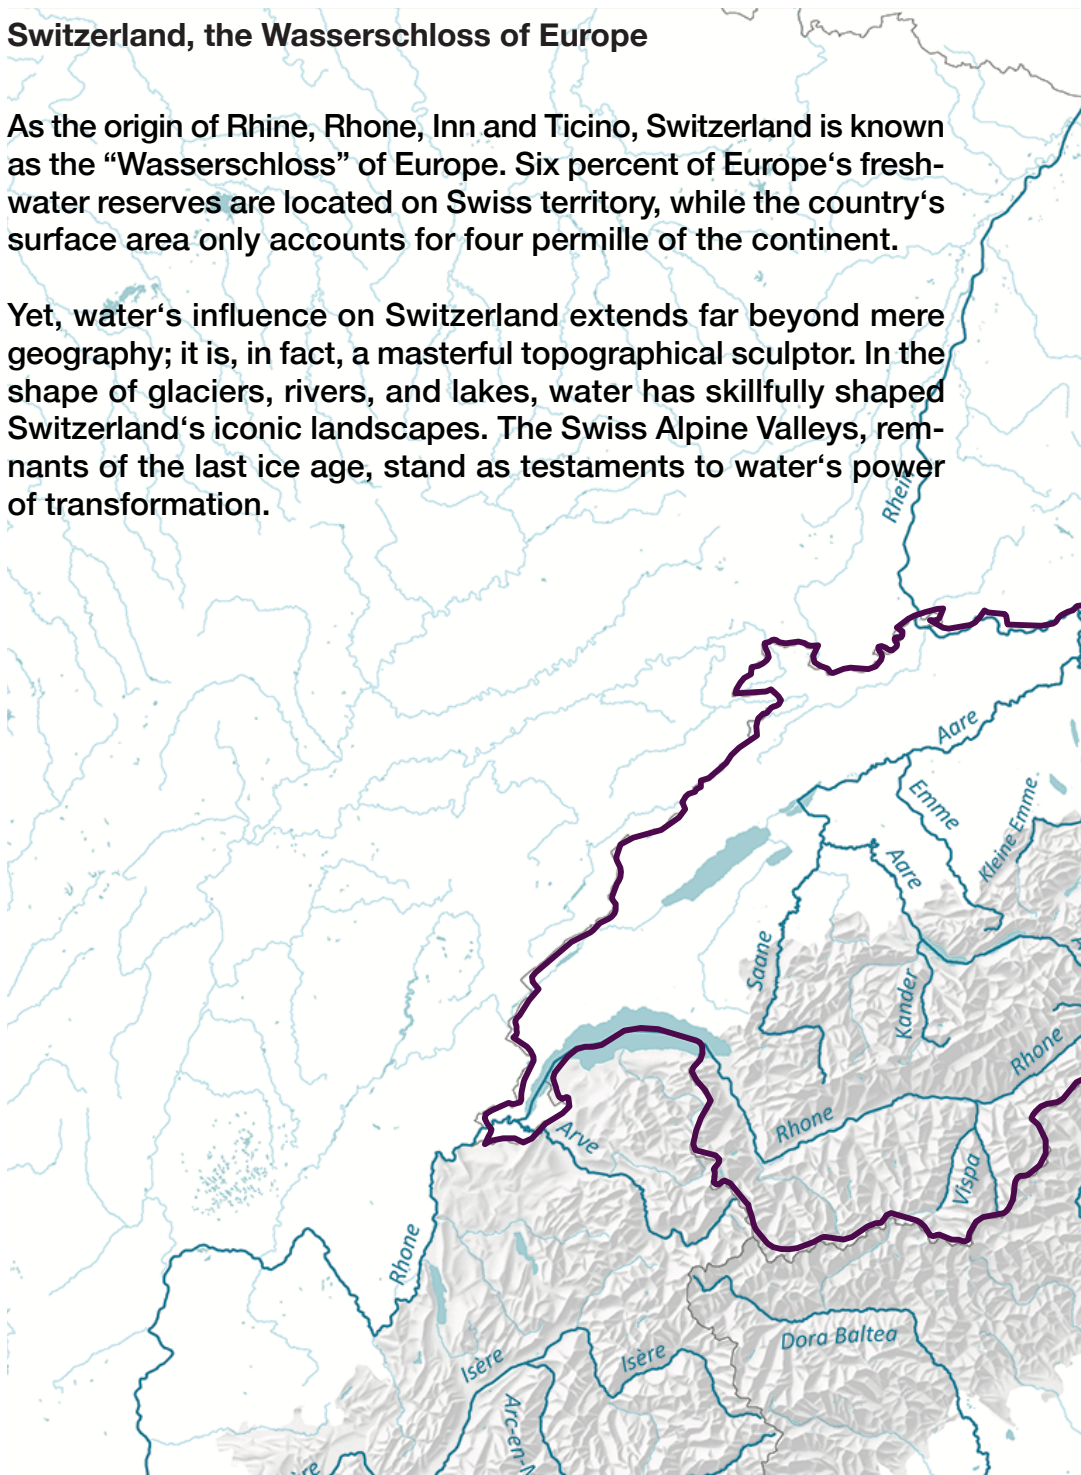 Switzerland, the Wasserschloss of Europe
As the origin of Rhine, Rhone, Inn and Ticino, Switzerland is known
as the “Wasserschloss” of Europe. Six percent of Europe‘s fresh-
water reserves are located on Swiss territory, while the country‘s
surface area only accounts for four permille of the continent.
Yet, water‘s influence on Switzerland extends far beyond mere
geography; it is, in fact, a masterful topographical sculptor. In the
shape of glaciers, rivers, and lakes, water has skillfully shaped
Switzerland‘s iconic landscapes. The Swiss Alpine Valleys, rem-
nants of the last ice age, stand as testaments to water‘s power
of transformation.
Rhein
Aare
Emme
Kleine Emme
Aare
Saane
Kander
Rhone
Rhone
Arve
Vispa
Rhone
Dora Baltea
Isère
Isère
Arc-en-